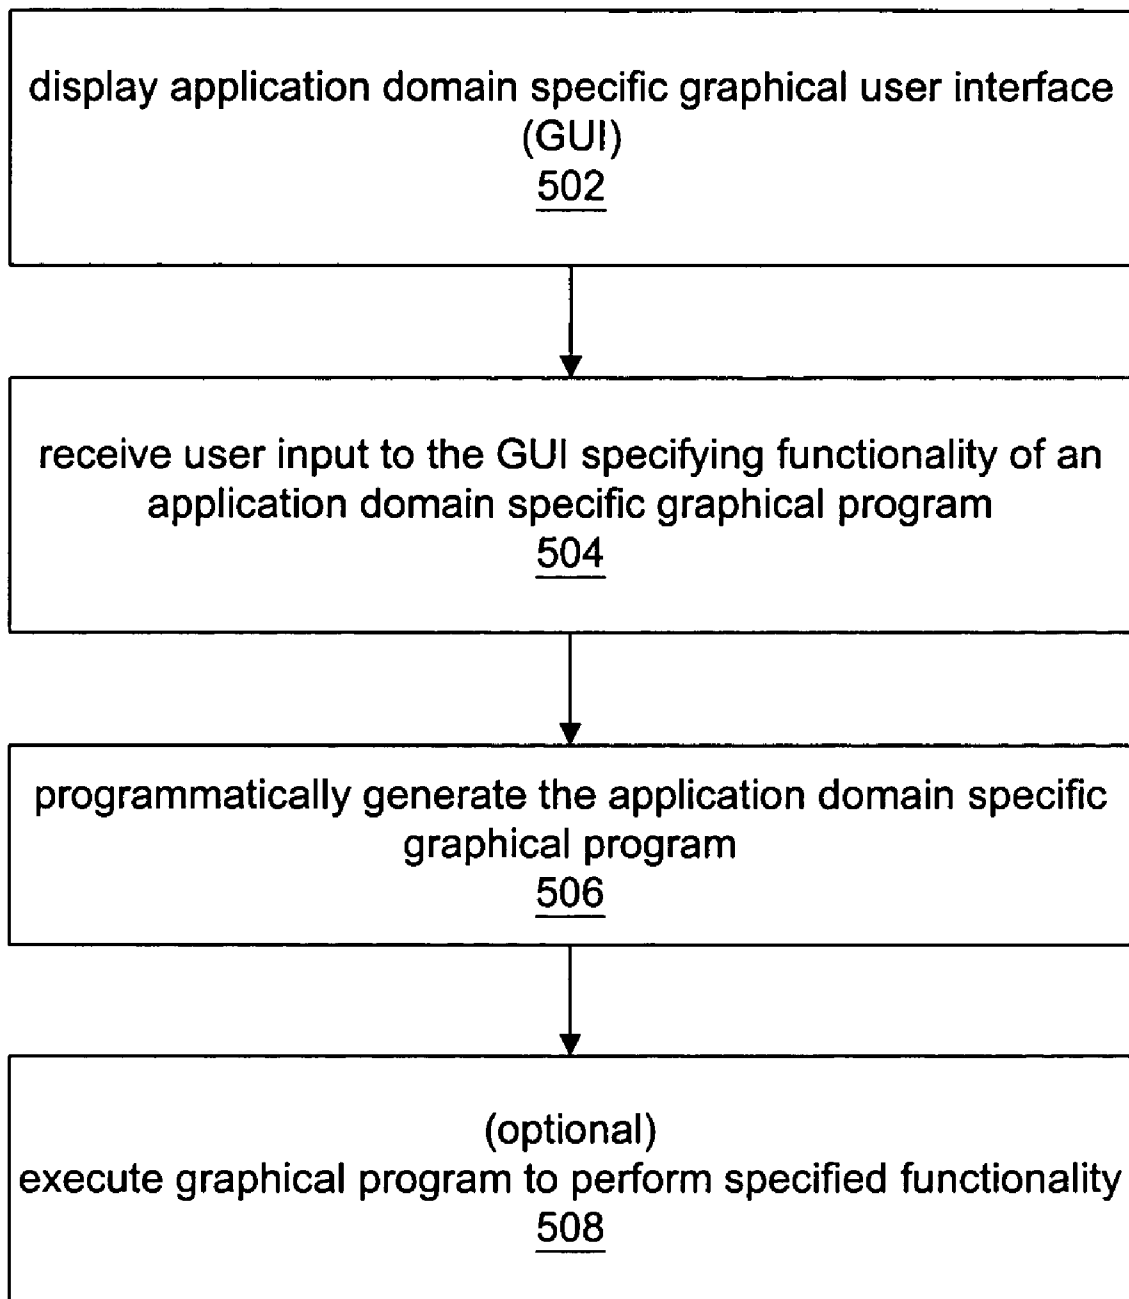 display application domain specific graphical user interface
(GUI)
502
receive user input to the GUI specifying functionality of an
application domain specific graphical program
504
programmatically generate the application domain specific
graphical program
506
(optional)
execute graphical program to perform specified functionality
508